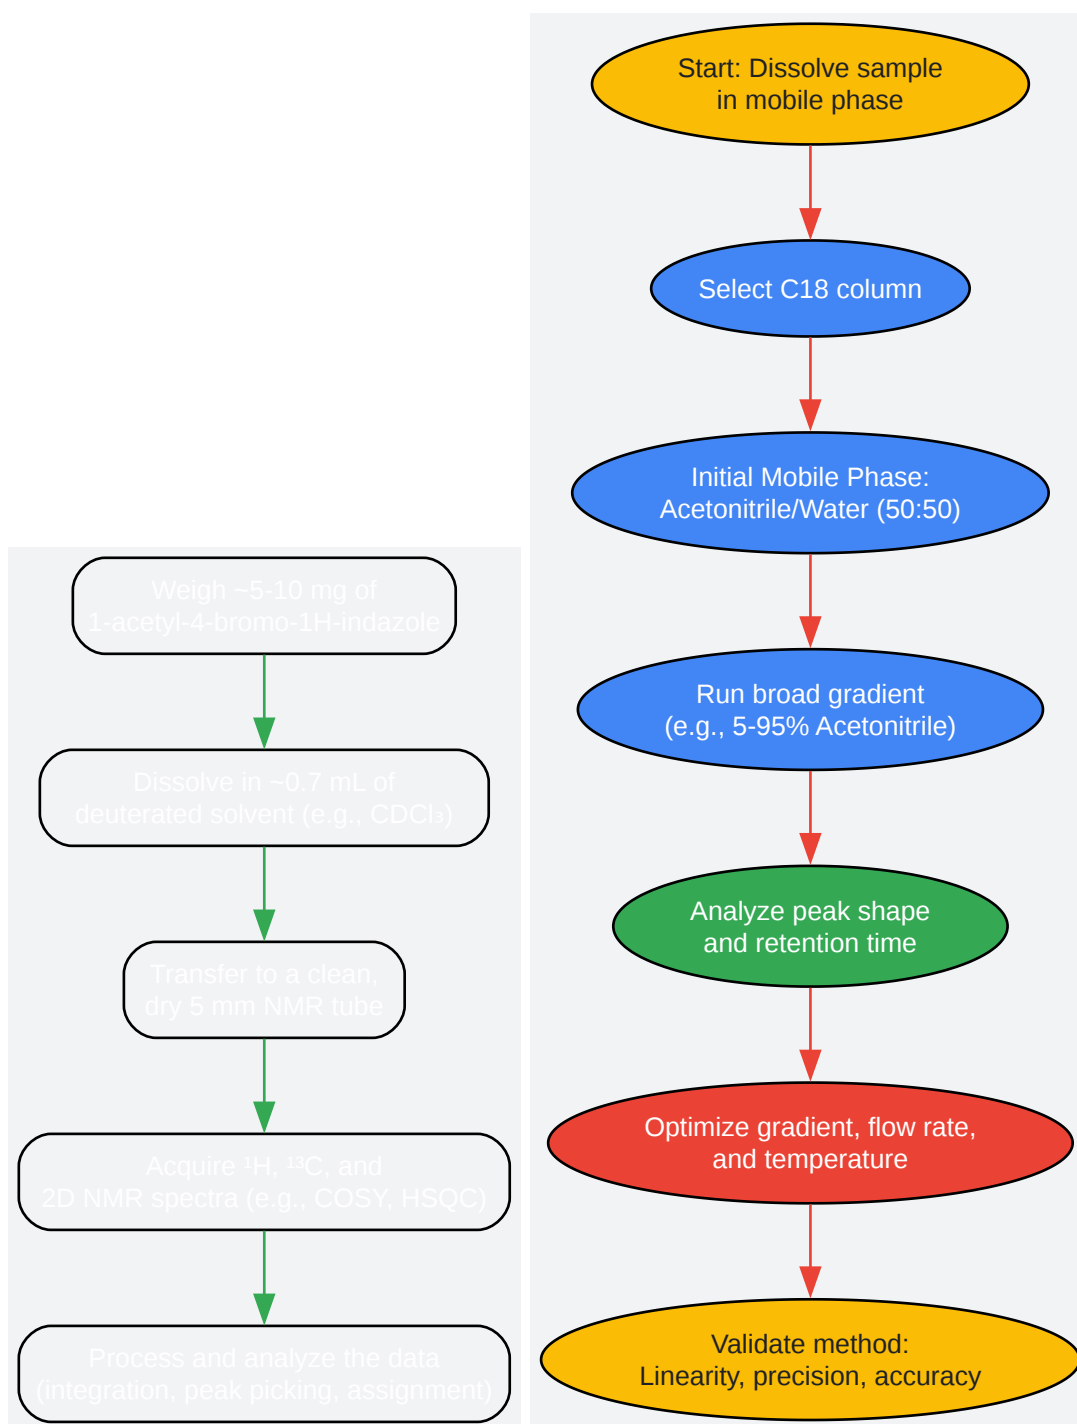 Start: Dissolve sample
in mobile phase
Select C18 column
Initial Mobile Phase:
Acetonitrile/Water (50:50)
Run broad gradient
(e.g., 5-95% Acetonitrile)
Analyze peak shape
and retention time
Optimize gradient, flow rate,
and temperature
Validate method:
Linearity, precision, accuracy
Weigh ~5-10 mg of
1-acetyl-4-bromo-1H-indazole
Dissolve in ~0.7 mL of
deuterated solvent (e.g., CDCl₃)
Transfer to a clean,
dry 5 mm NMR tube
Acquire ¹H, ¹³C, and
2D NMR spectra (e.g., COSY, HSQC)
Process and analyze the data
(integration, peak picking, assignment)